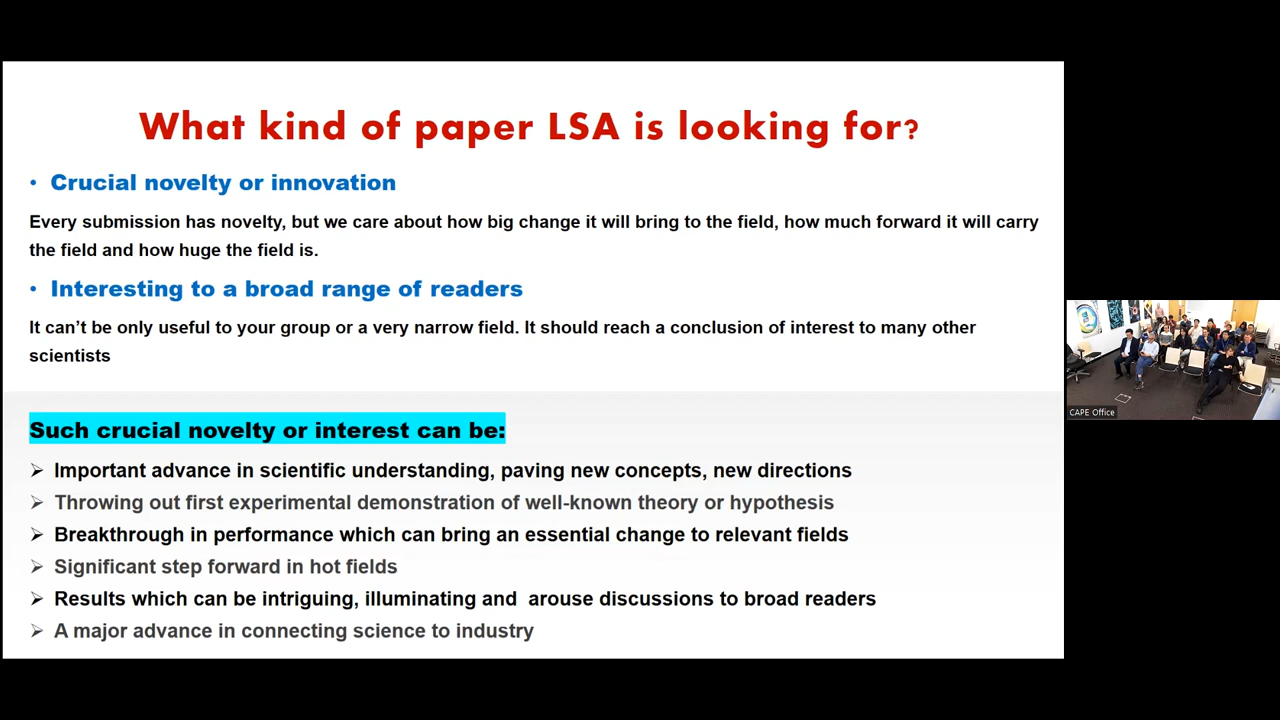 What kind of paper LSA is looking for?
• Crucial novelty or innovation
Every submission has novelty, but we care about how big change it will bring to the field, how much forward it will carry
the field and how huge the field is.
• Interesting to a broad range of readers
It can’t be only useful to your group or a very narrow field. It should reach a conclusion of interest to many other
scientists
Such crucial novelty or interest can be:
➢ Important advance in scientific understanding, paving new concepts, new directions
➢ Throwing out first experimental demonstration of well-known theory or hypothesis
➢ Breakthrough in performance which can bring an essential change to relevant fields
➢ Significant step forward in hot fields
➢ Results which can be intriguing, illuminating and  arouse discussions to broad readers
➢ A major advance in connecting science to industry
CAPE Office